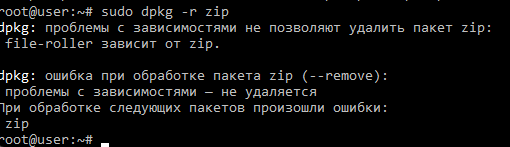 root@user:~# sudo dpkg -r zip
dpkg: проблемы с зависимостями не позволяют удалить пакет zip:
file-roller зависит от zip.
dpkg: ошибка при обработке пакета zip (--remove):
проблемы с зависимостями — не удаляется
При обработке следующих пакетов произошли ошибки:
zip
root@user:~#